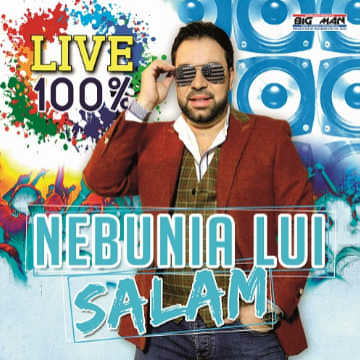 BIG MAN
LIVE
100%
NEBUNIA LUI
SALAM